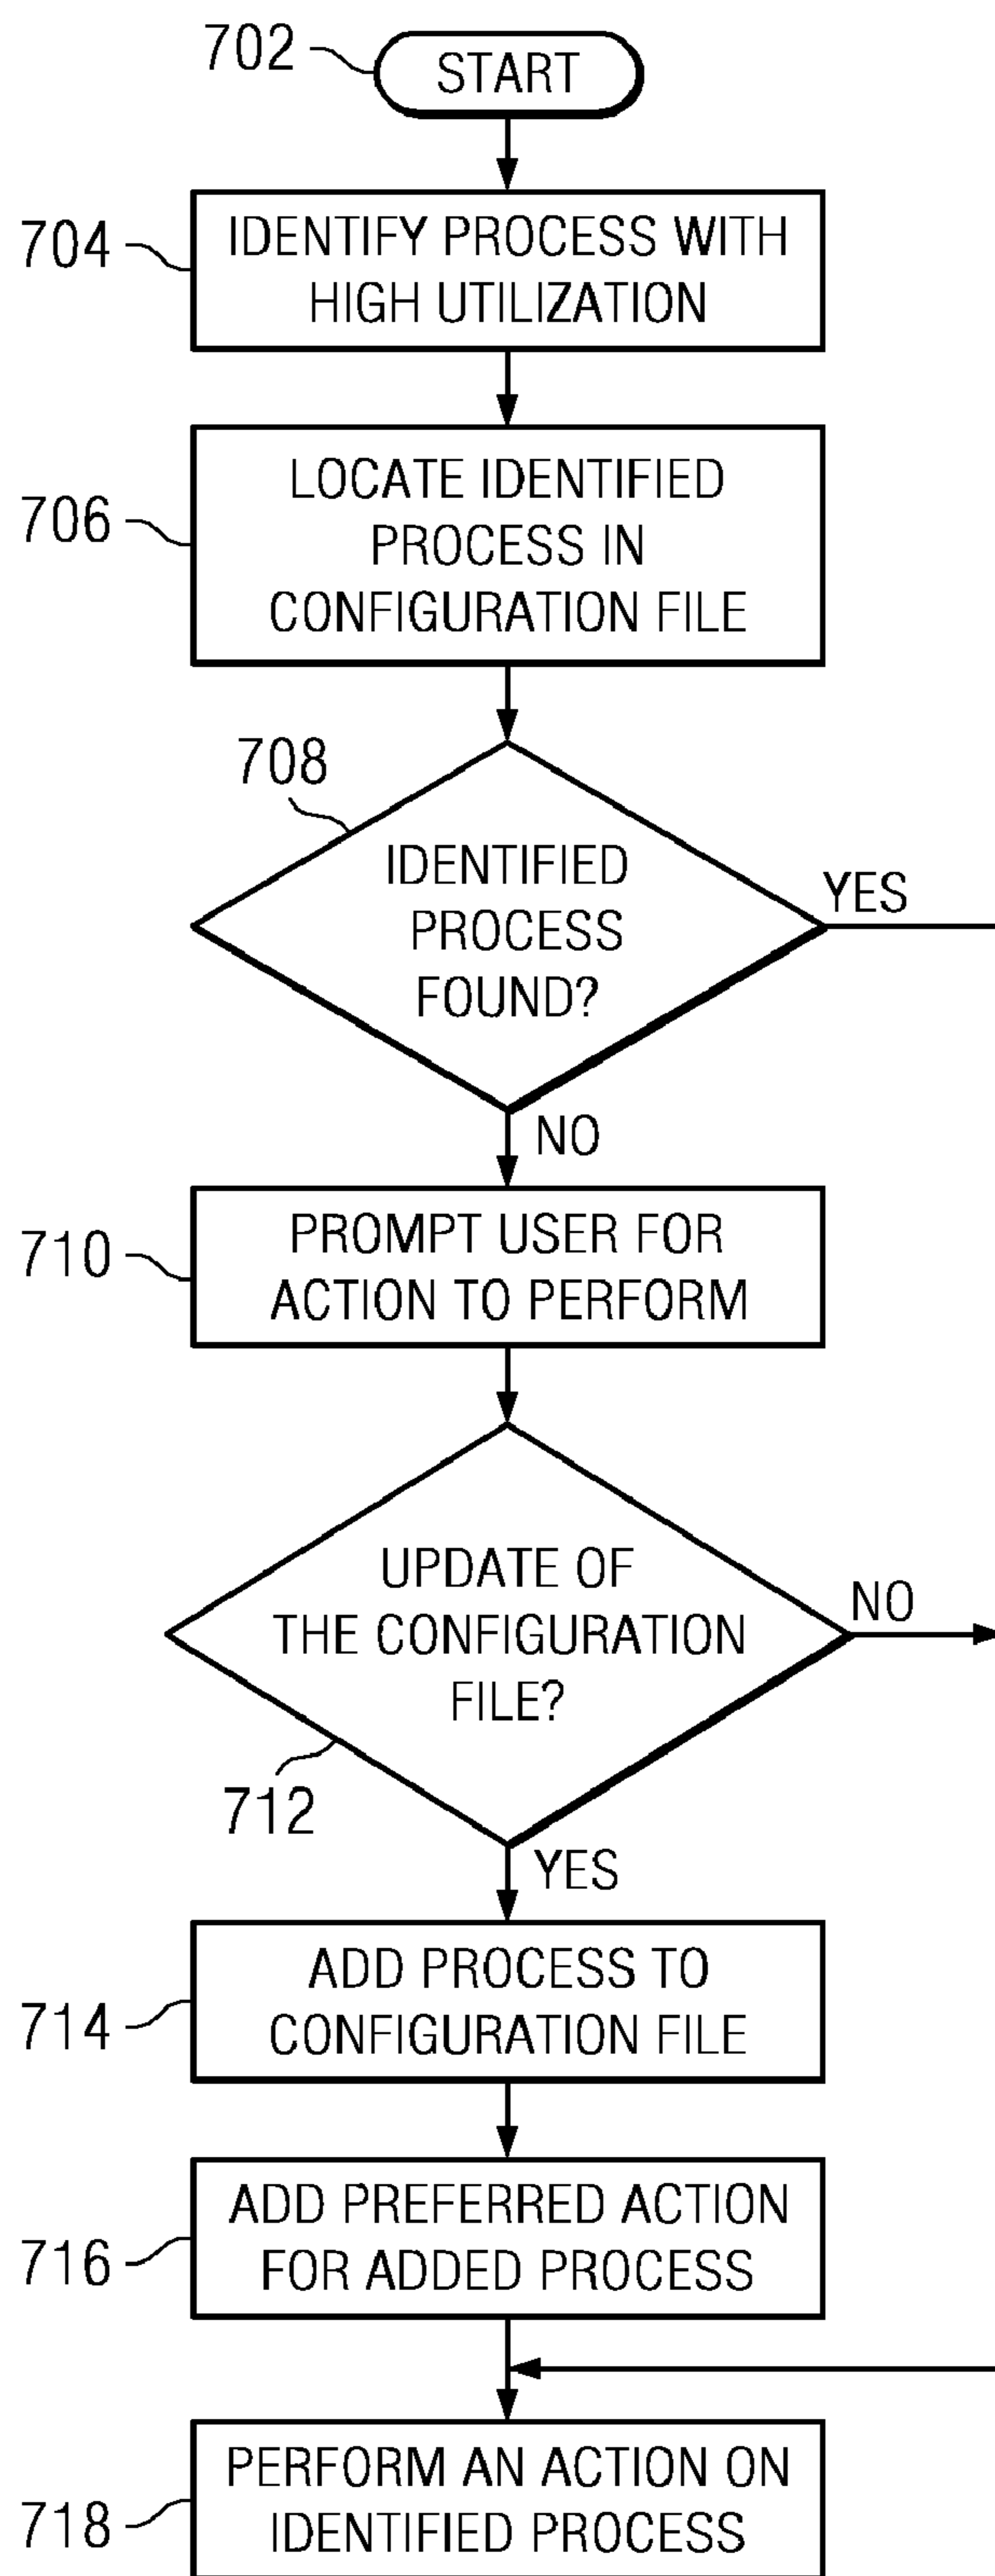 702
START
704
IDENTIFY PROCESS WITH
HIGH UTILIZATION
706
LOCATE IDENTIFIED
PROCESS IN
CONFIGURATION FILE
708
IDENTIFIED
PROCESS
FOUND?
YES
NO
710
PROMPT USER FOR
ACTION TO PERFORM
UPDATE OF
THE CONFIGURATION
FILE?
NO
712
YES
714
ADD PROCESS TO
CONFIGURATION FILE
716
ADD PREFERRED ACTION
FOR ADDED PROCESS
718
PERFORM AN ACTION ON
IDENTIFIED PROCESS